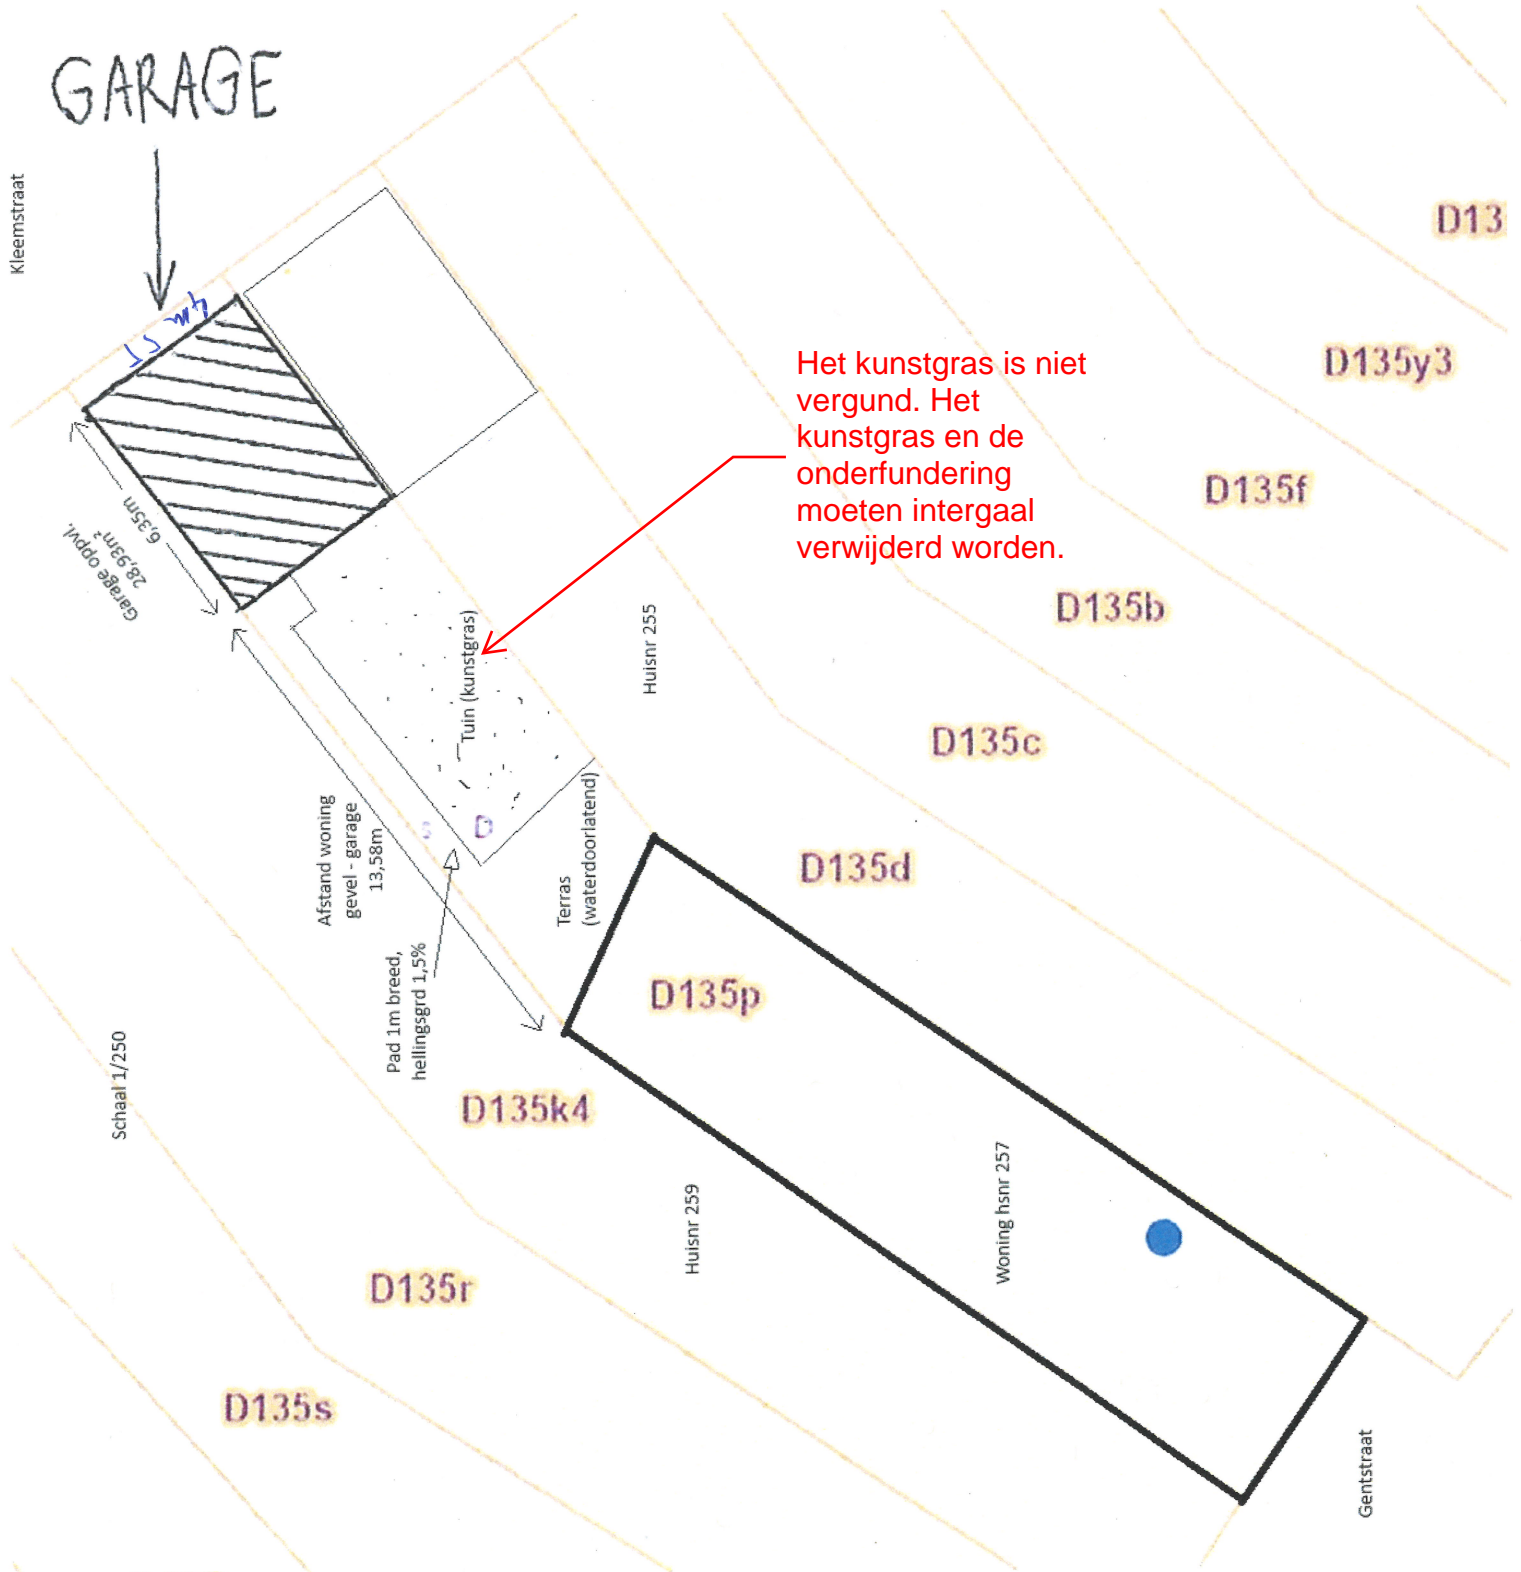 GARAGE
Kleemstraat
D13
4m 57
D135y3
Het kunstgras is niet
vergund. Het
kunstgras en de
onderfundering
moeten intergaal
verwijderd worden.
D135f
6,35m
Garage oppvl.
28,93m²
D135b
Tuin (kunstgras)
Huisnr 255
D135c
Afstand woning
gevel - garage
13,58m
D
Terras
(waterdoorlatend)
D135d
Pad 1m breed,
hellingsgrd 1,5%
D135p
Schaal 1/250
D135k4
Huisnr 259
Woning hsnr 257
D135r
D135s
Gentstraat